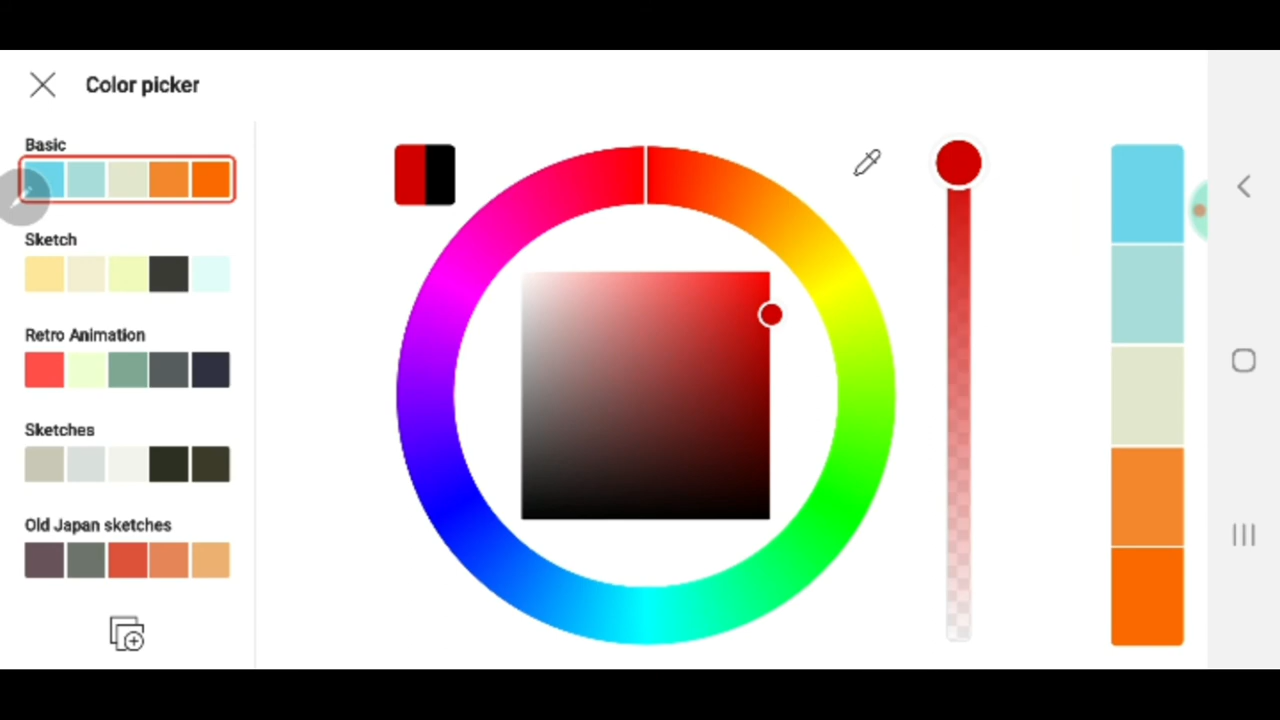 Color picker
Basic
Sketch
Retro Animation
Sketches
Old Japan sketches